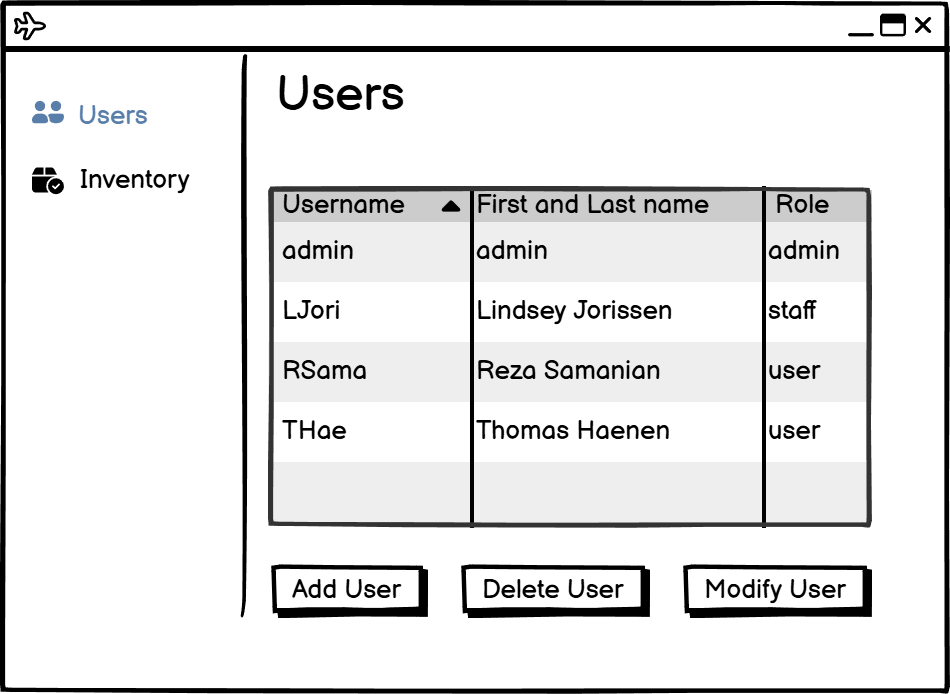 Users
Inventory
Users
Username First and Last name Role
admin admin admin
LJori Lindsey Jorissen staff
RSama Reza Samanian user
THae Thomas Haenen user
Add User Delete User Modify User